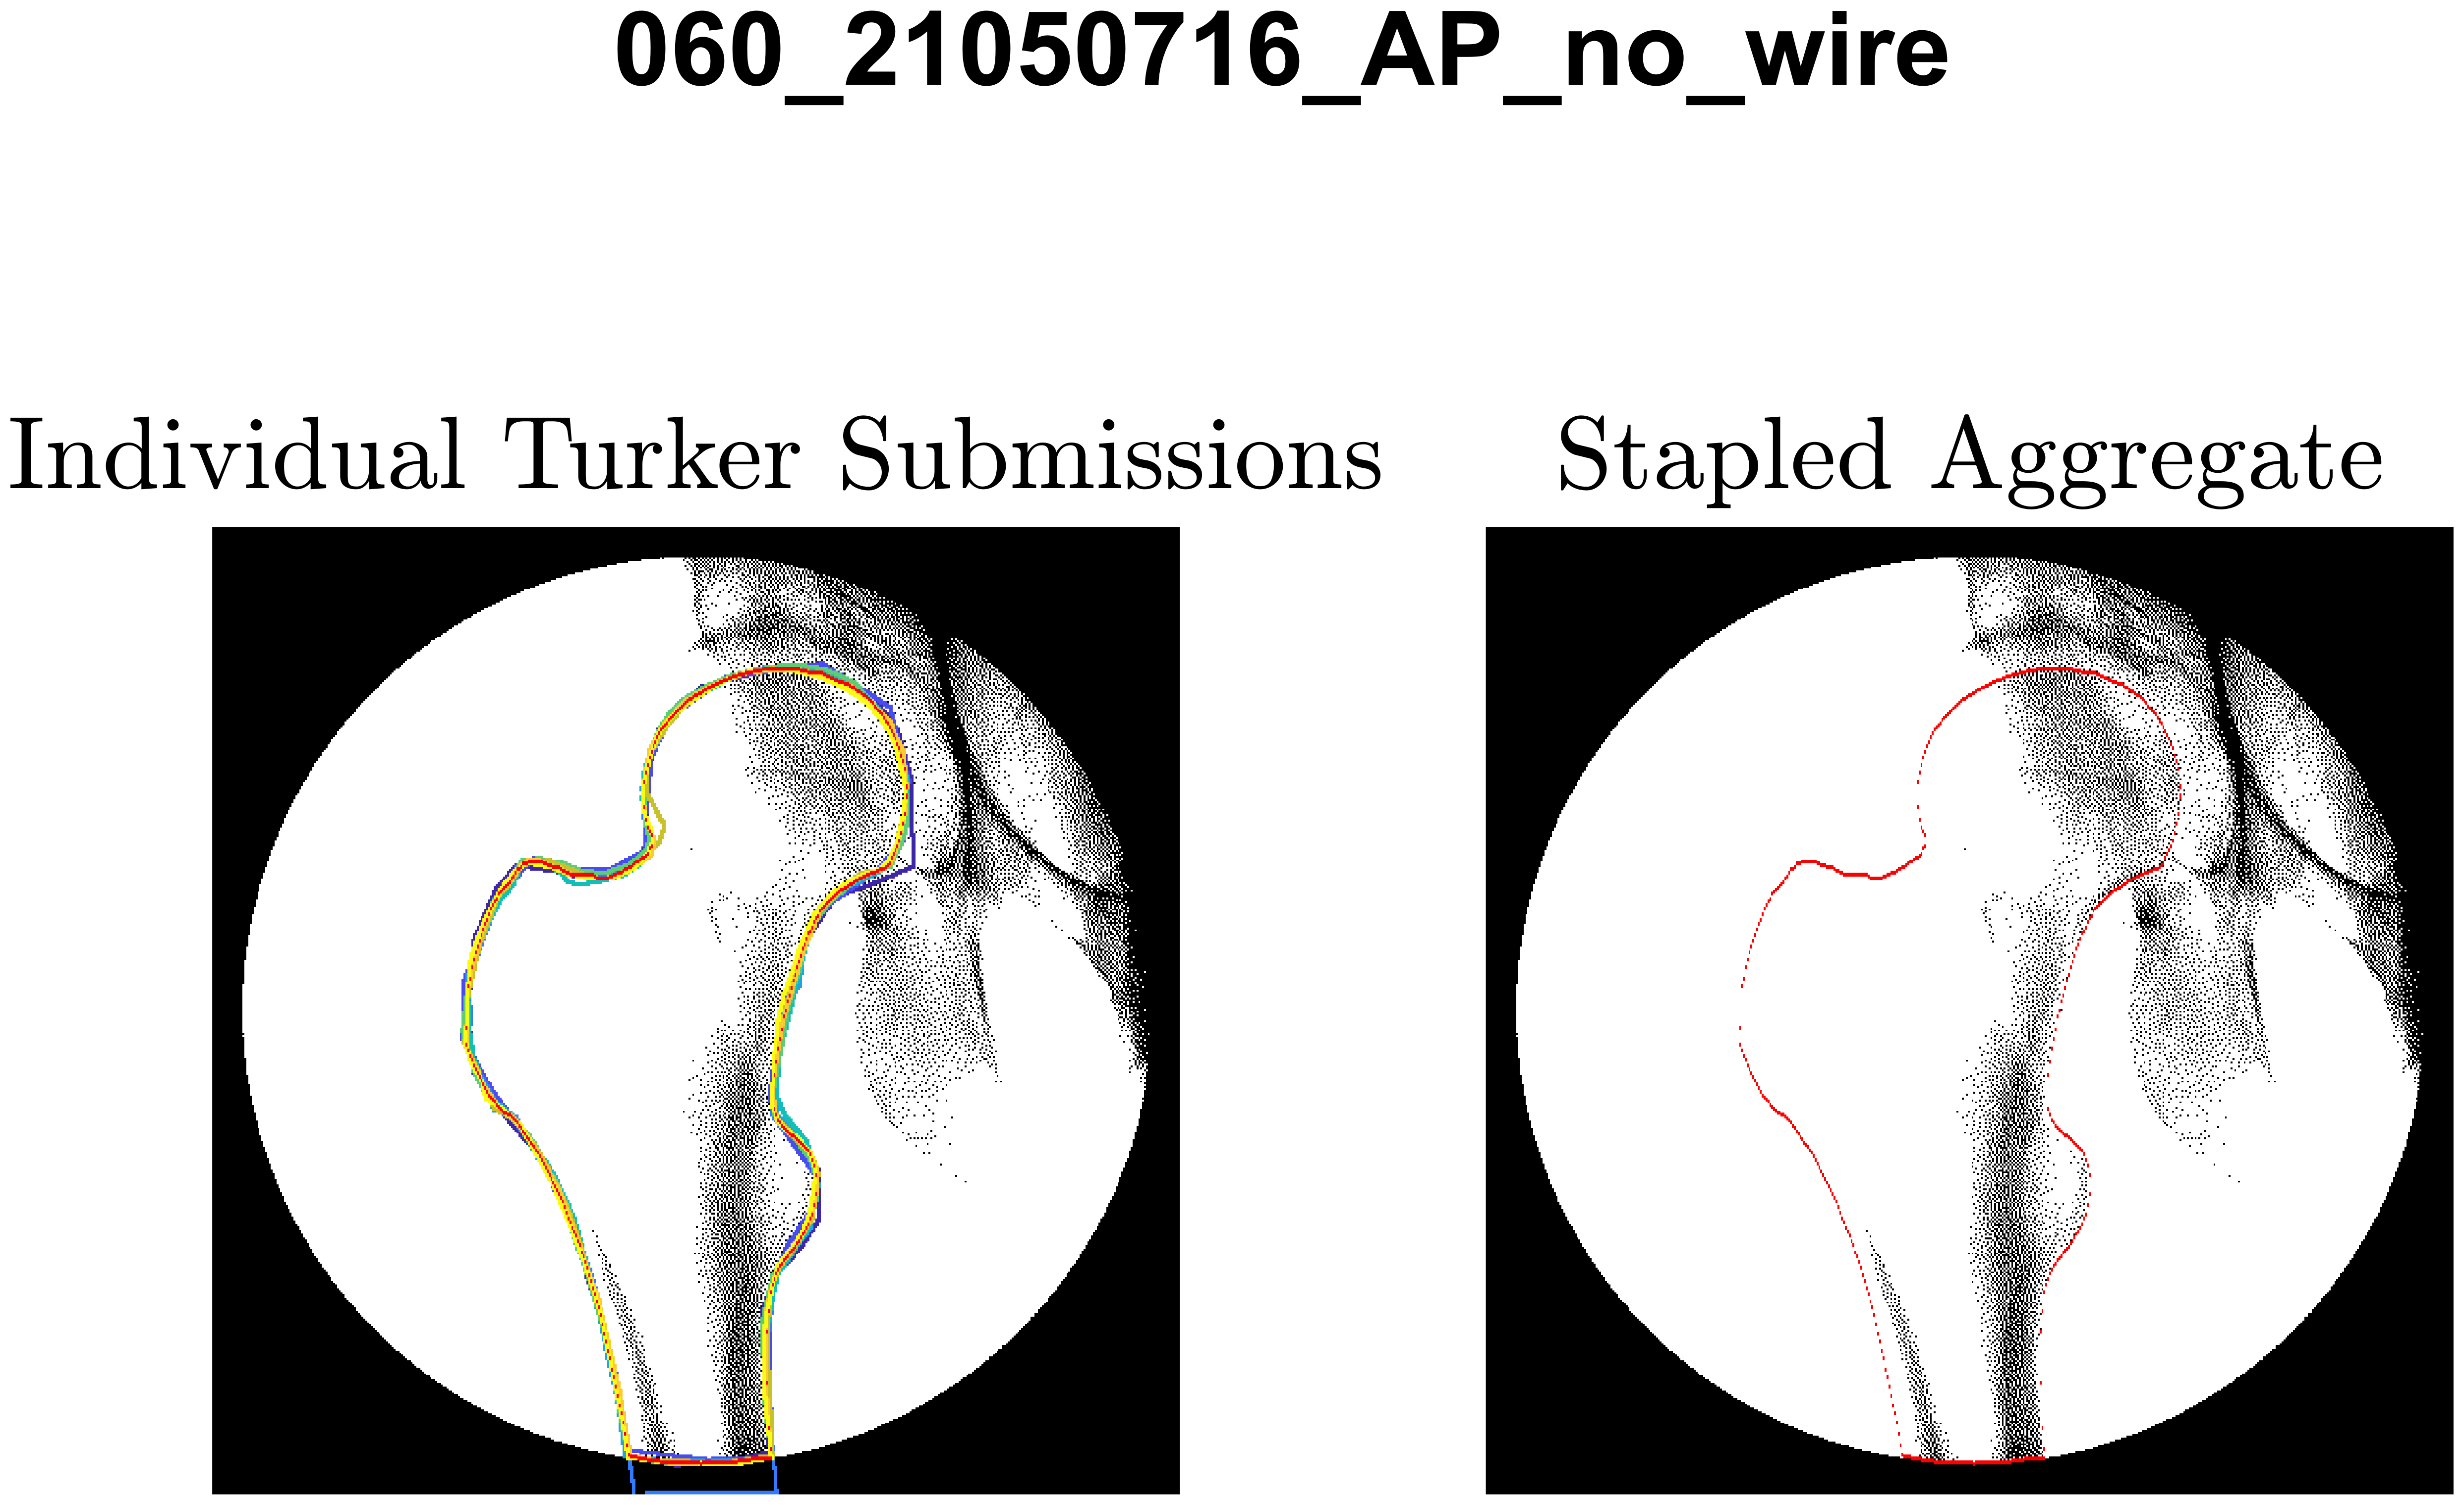 060_21050716_AP_no_wire
Individual Turker Submissions
Stapled Aggregate